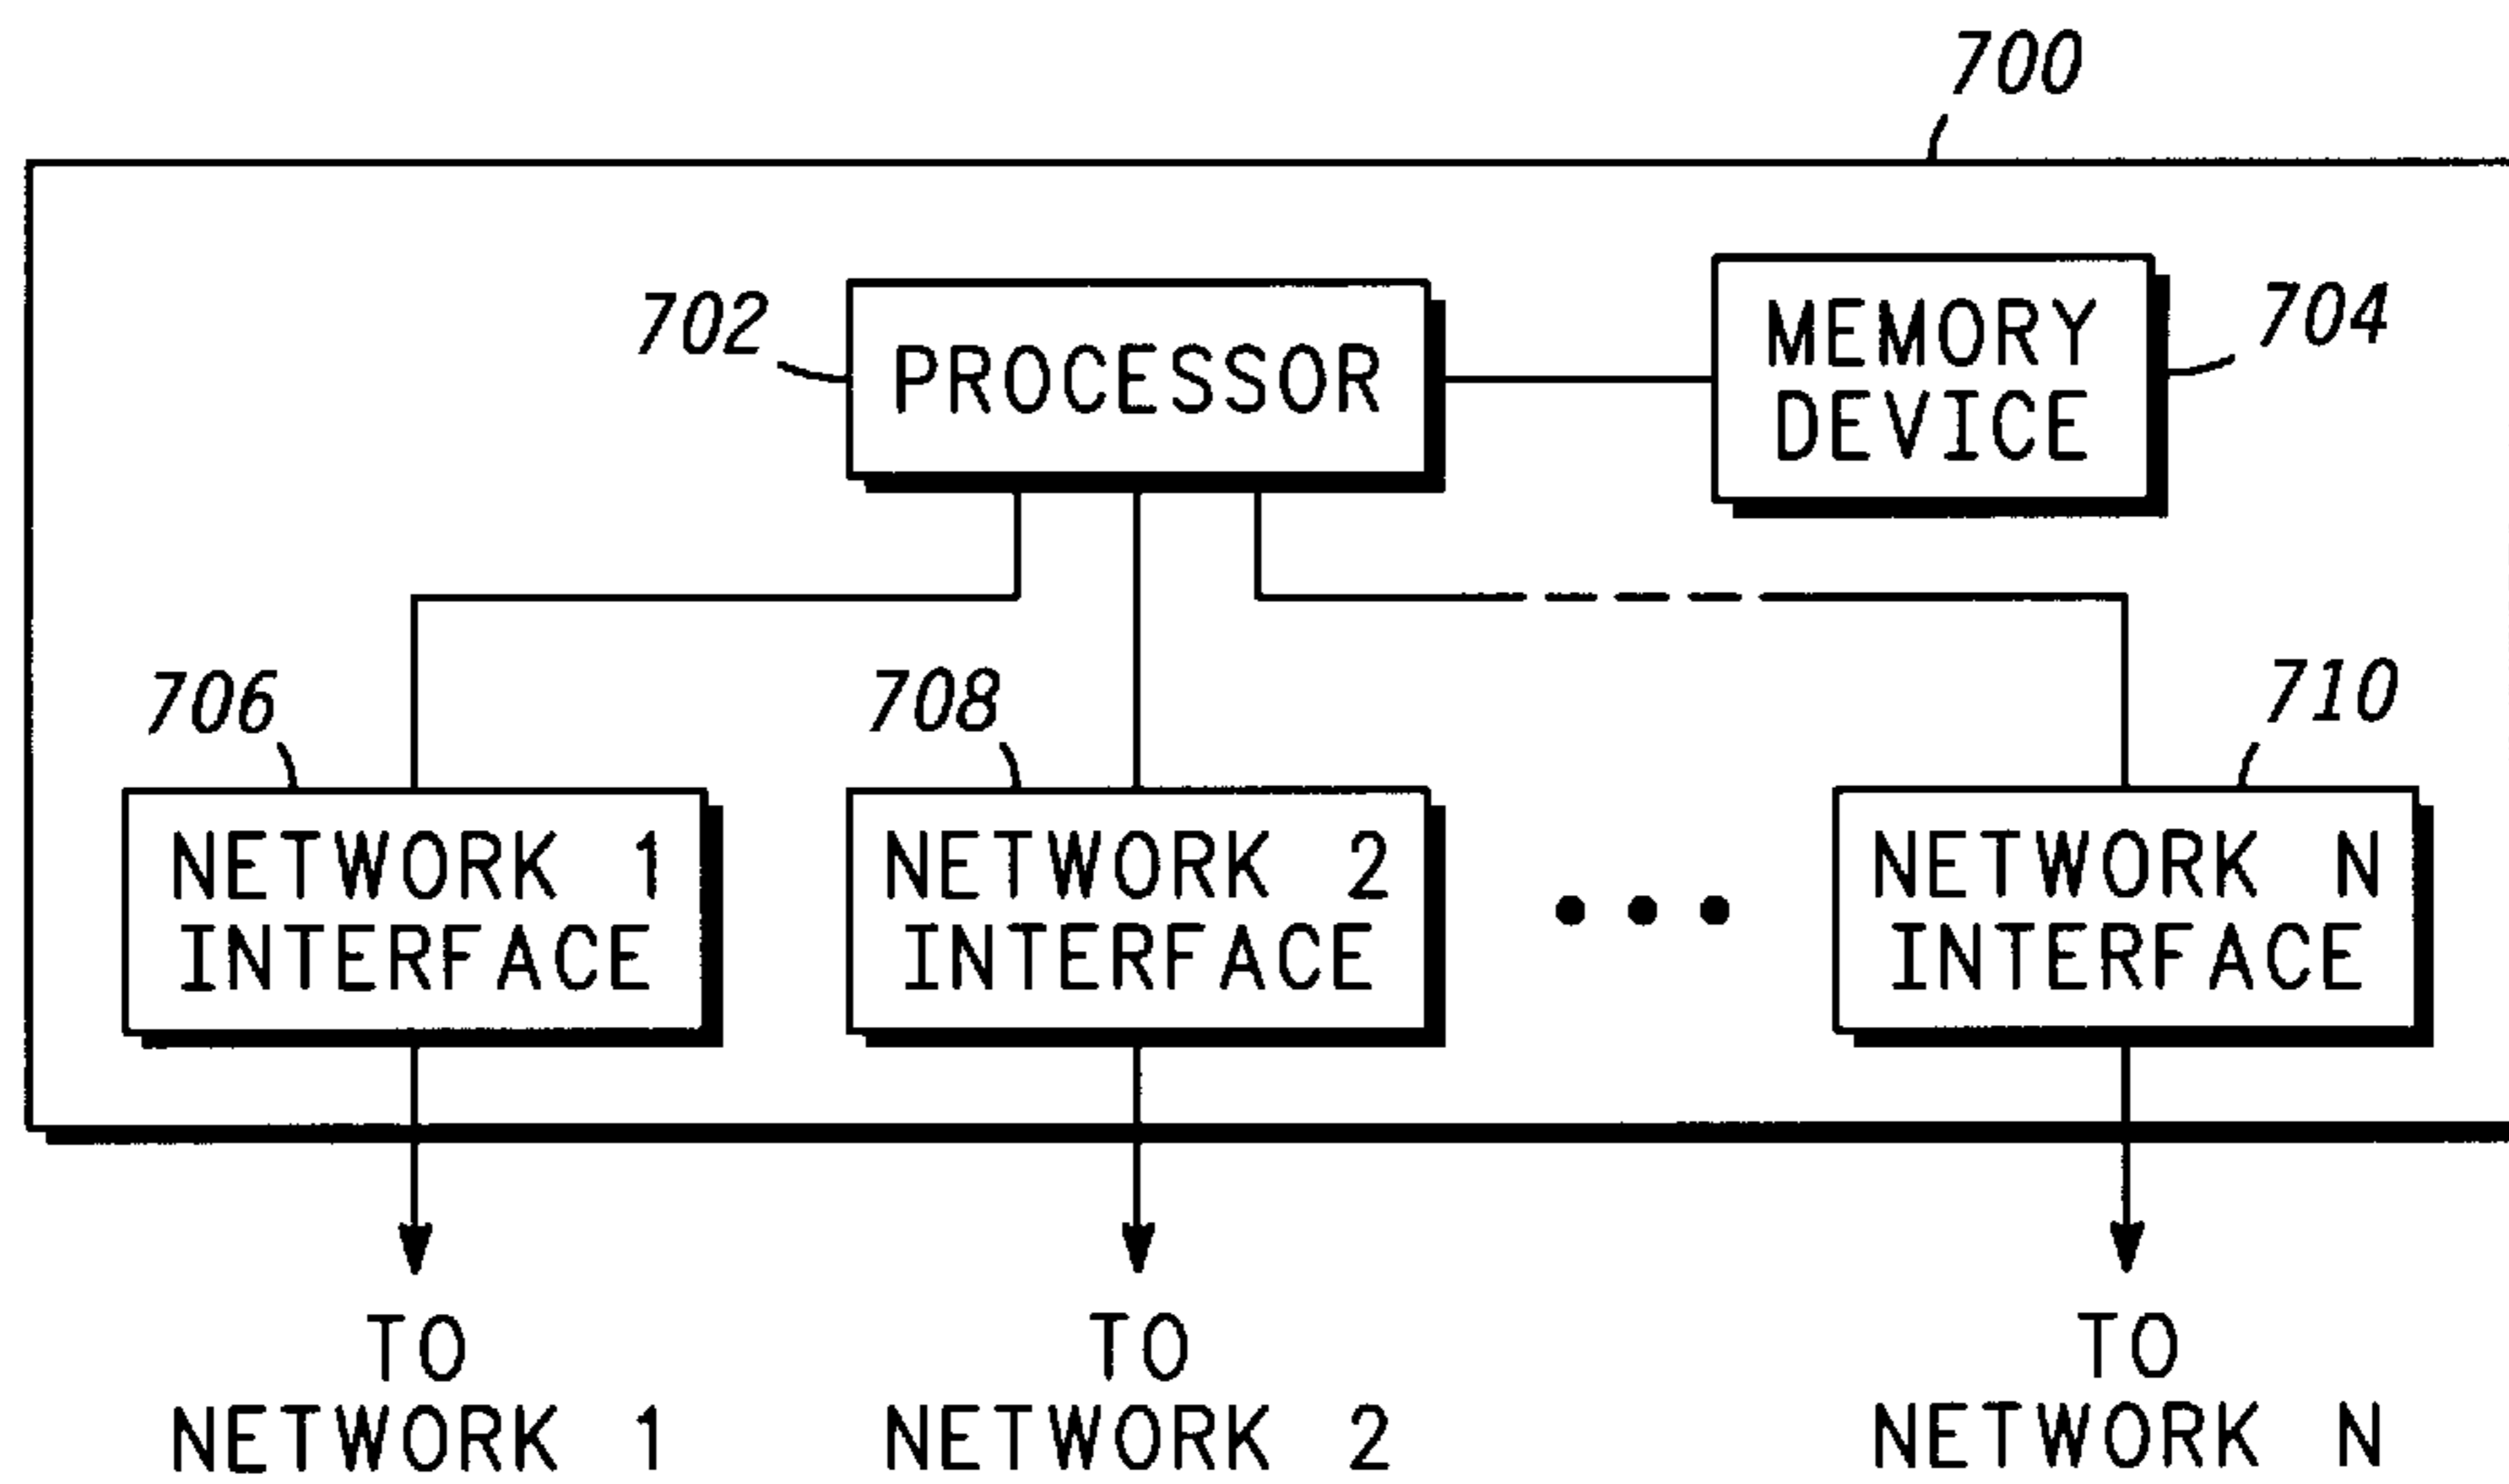 700
702
PROCESSOR
MEMORY
DEVICE
704
706
708
710
NETWORK 1
INTERFACE
NETWORK 2
INTERFACE
NETWORK N
INTERFACE
TO
NETWORK 1
TO
NETWORK 2
TO
NETWORK N